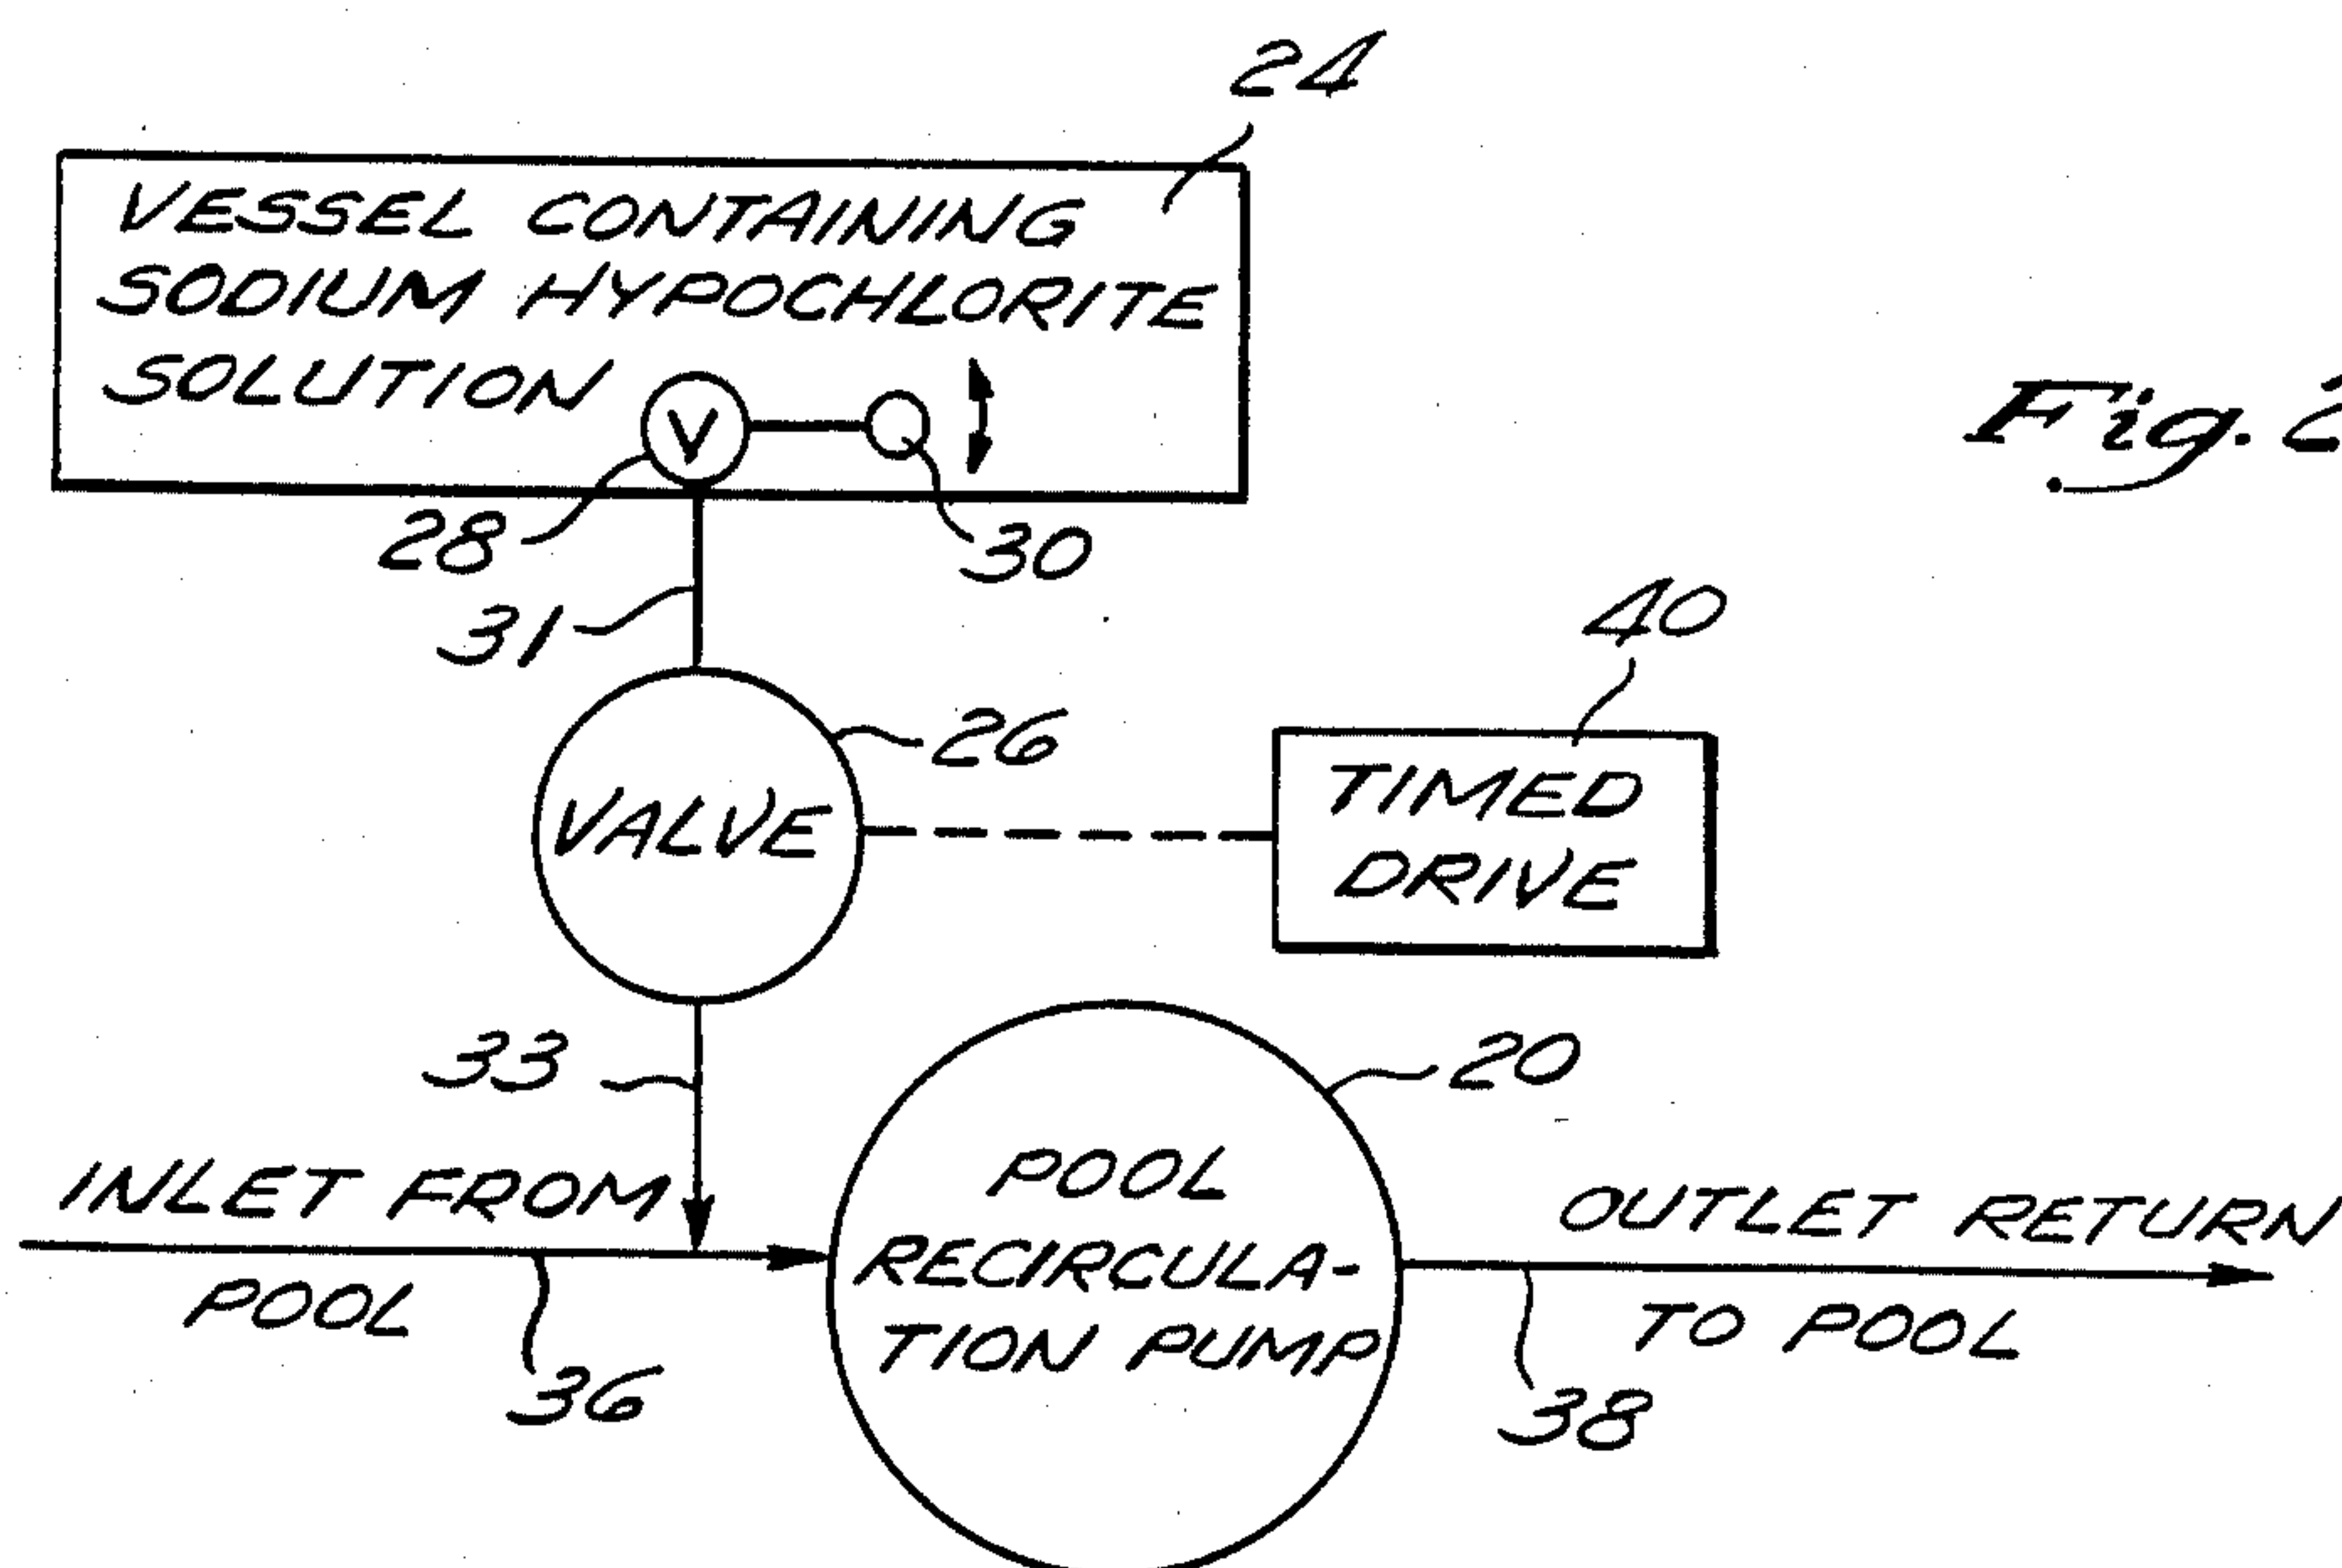 24
VESSEL CONTAINING
SODIUM HYPOCHLORITE
SOLUTION
V
Fig. 2
28
30
31
40
26
VALVE
TIMED
DRIVE
33
20
INLET FROM
POOL
36
POOL
RECIRCULA-
TION PUMP
OUTLET RETURN
TO POOL
38